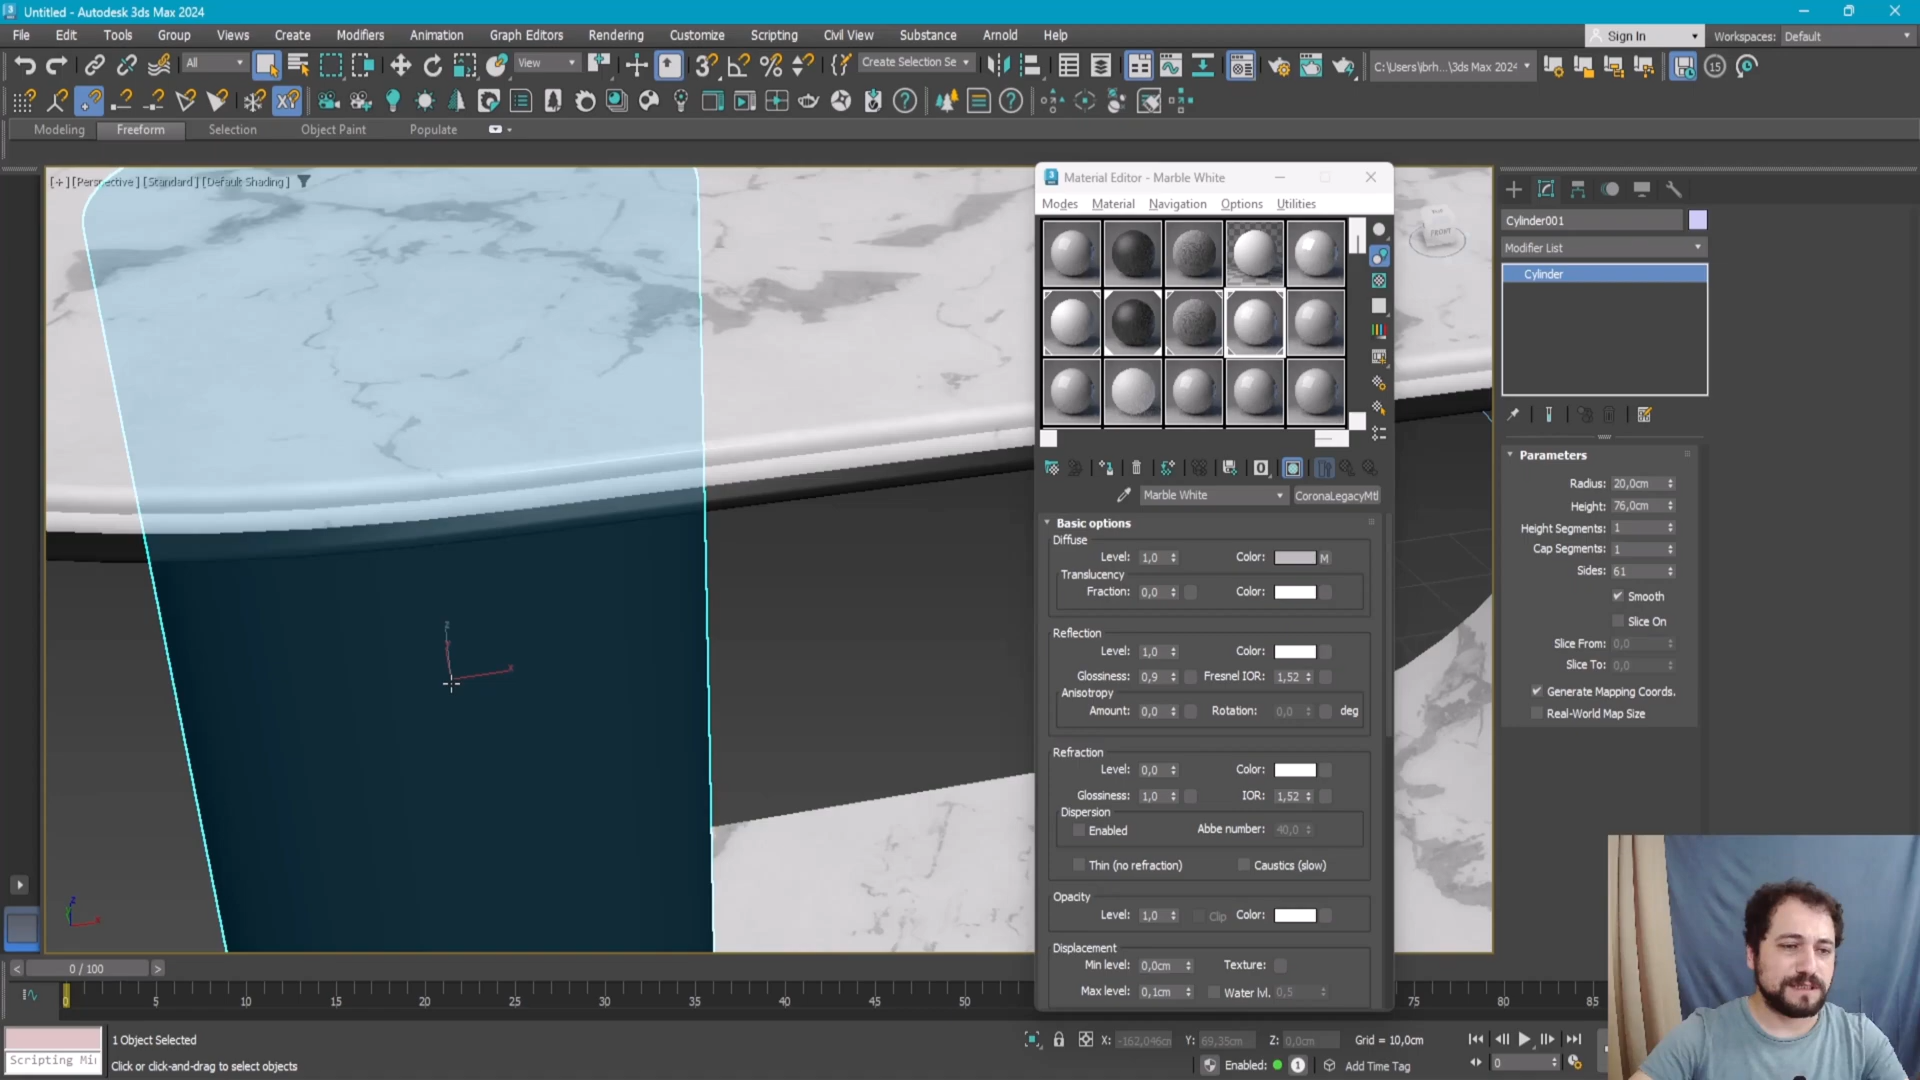 Untitled - Autodesk 3ds Max 2024
File Edit Tools Group Views Create Modifiers Animation Graph Editors Rendering Customize Scripting Civil View Substance Arnold Help
Sign In Workspaces: Default
All View Create Selection Se C:\Users\brh...\3ds Max 2024 15
Modeling Freeform Selection Object Paint Populate
[+] [Perspective] [Standard] [Default Shading]
Material Editor - Marble White
Modes Material Navigation Options Utilities
FRONT
Cylinder001
Modifier List
Cylinder
Marble White CoronaLegacyMtl
Basic options
Diffuse
Level: 1,0 Color: M
Translucency
Fraction: 0,0 Color:
Reflection
Level: 1,0 Color:
Glossiness: 0,9 Fresnel IOR: 1,52
Anisotropy
Amount: 0,0 Rotation: 0,0 deg
Refraction
Level: 0,0 Color:
Glossiness: 1,0 IOR: 1,52
Dispersion
Enabled Abbe number: 40,0
Thin (no refraction) Caustics (slow)
Opacity
Level: 1,0 Clip Color:
Displacement
Min level: 0,0cm Texture:
Max level: 0,1cm Water lvl. 0,5
Parameters
Radius: 20,0cm
Height: 76,0cm
Height Segments: 1
Cap Segments: 1
Sides: 61
Smooth
Slice On
Slice From: 0,0
Slice To: 0,0
Generate Mapping Coords.
Real-World Map Size
0 / 100
0 5 10 15 20 25 30 35 40 45 50 75 80 85
1 Object Selected
X: -162,046cm Y: 69,35cm Z: 0,0cm Grid = 10,0cm
Scripting Mi
Click or click-and-drag to select objects
Enabled: 1 Add Time Tag 0